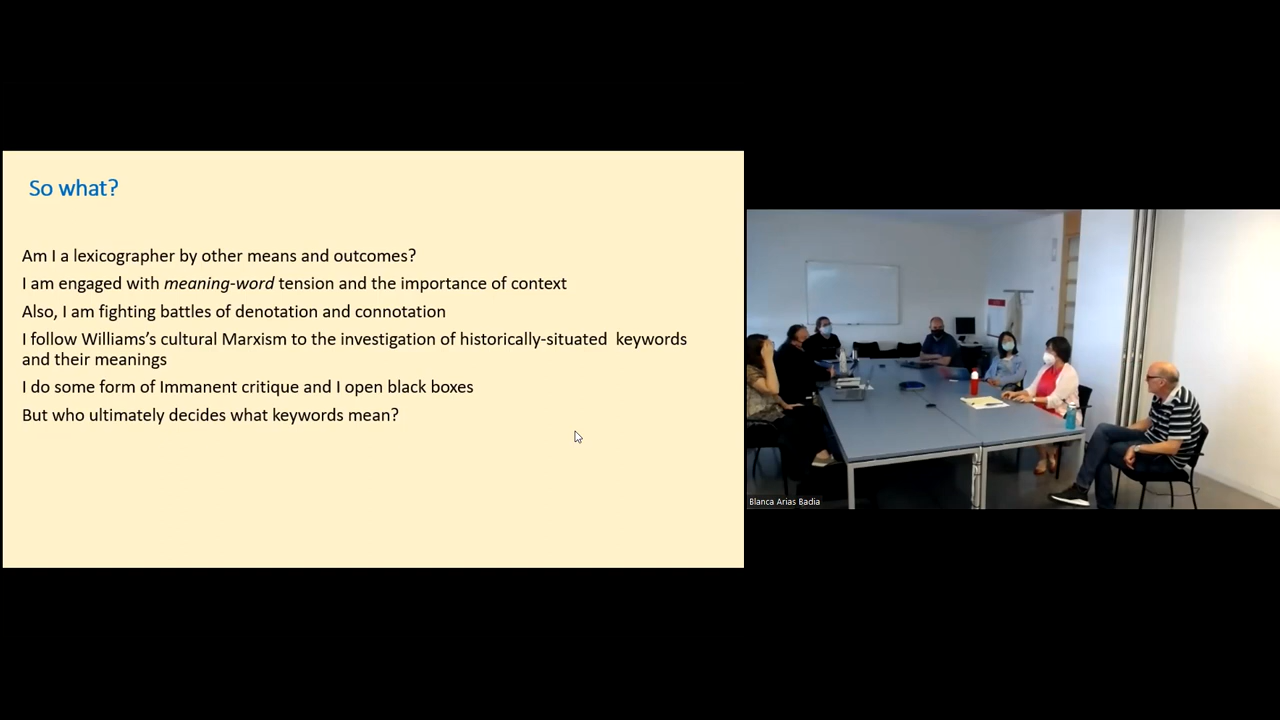 So what?
Am I a lexicographer by other means and outcomes?
I am engaged with meaning-word tension and the importance of context
Also, I am fighting battles of denotation and connotation
I follow Williams’s cultural Marxism to the investigation of historically-situated  keywords
and their meanings
I do some form of Immanent critique and I open black boxes
But who ultimately decides what keywords mean?
Blanca Arias Badia